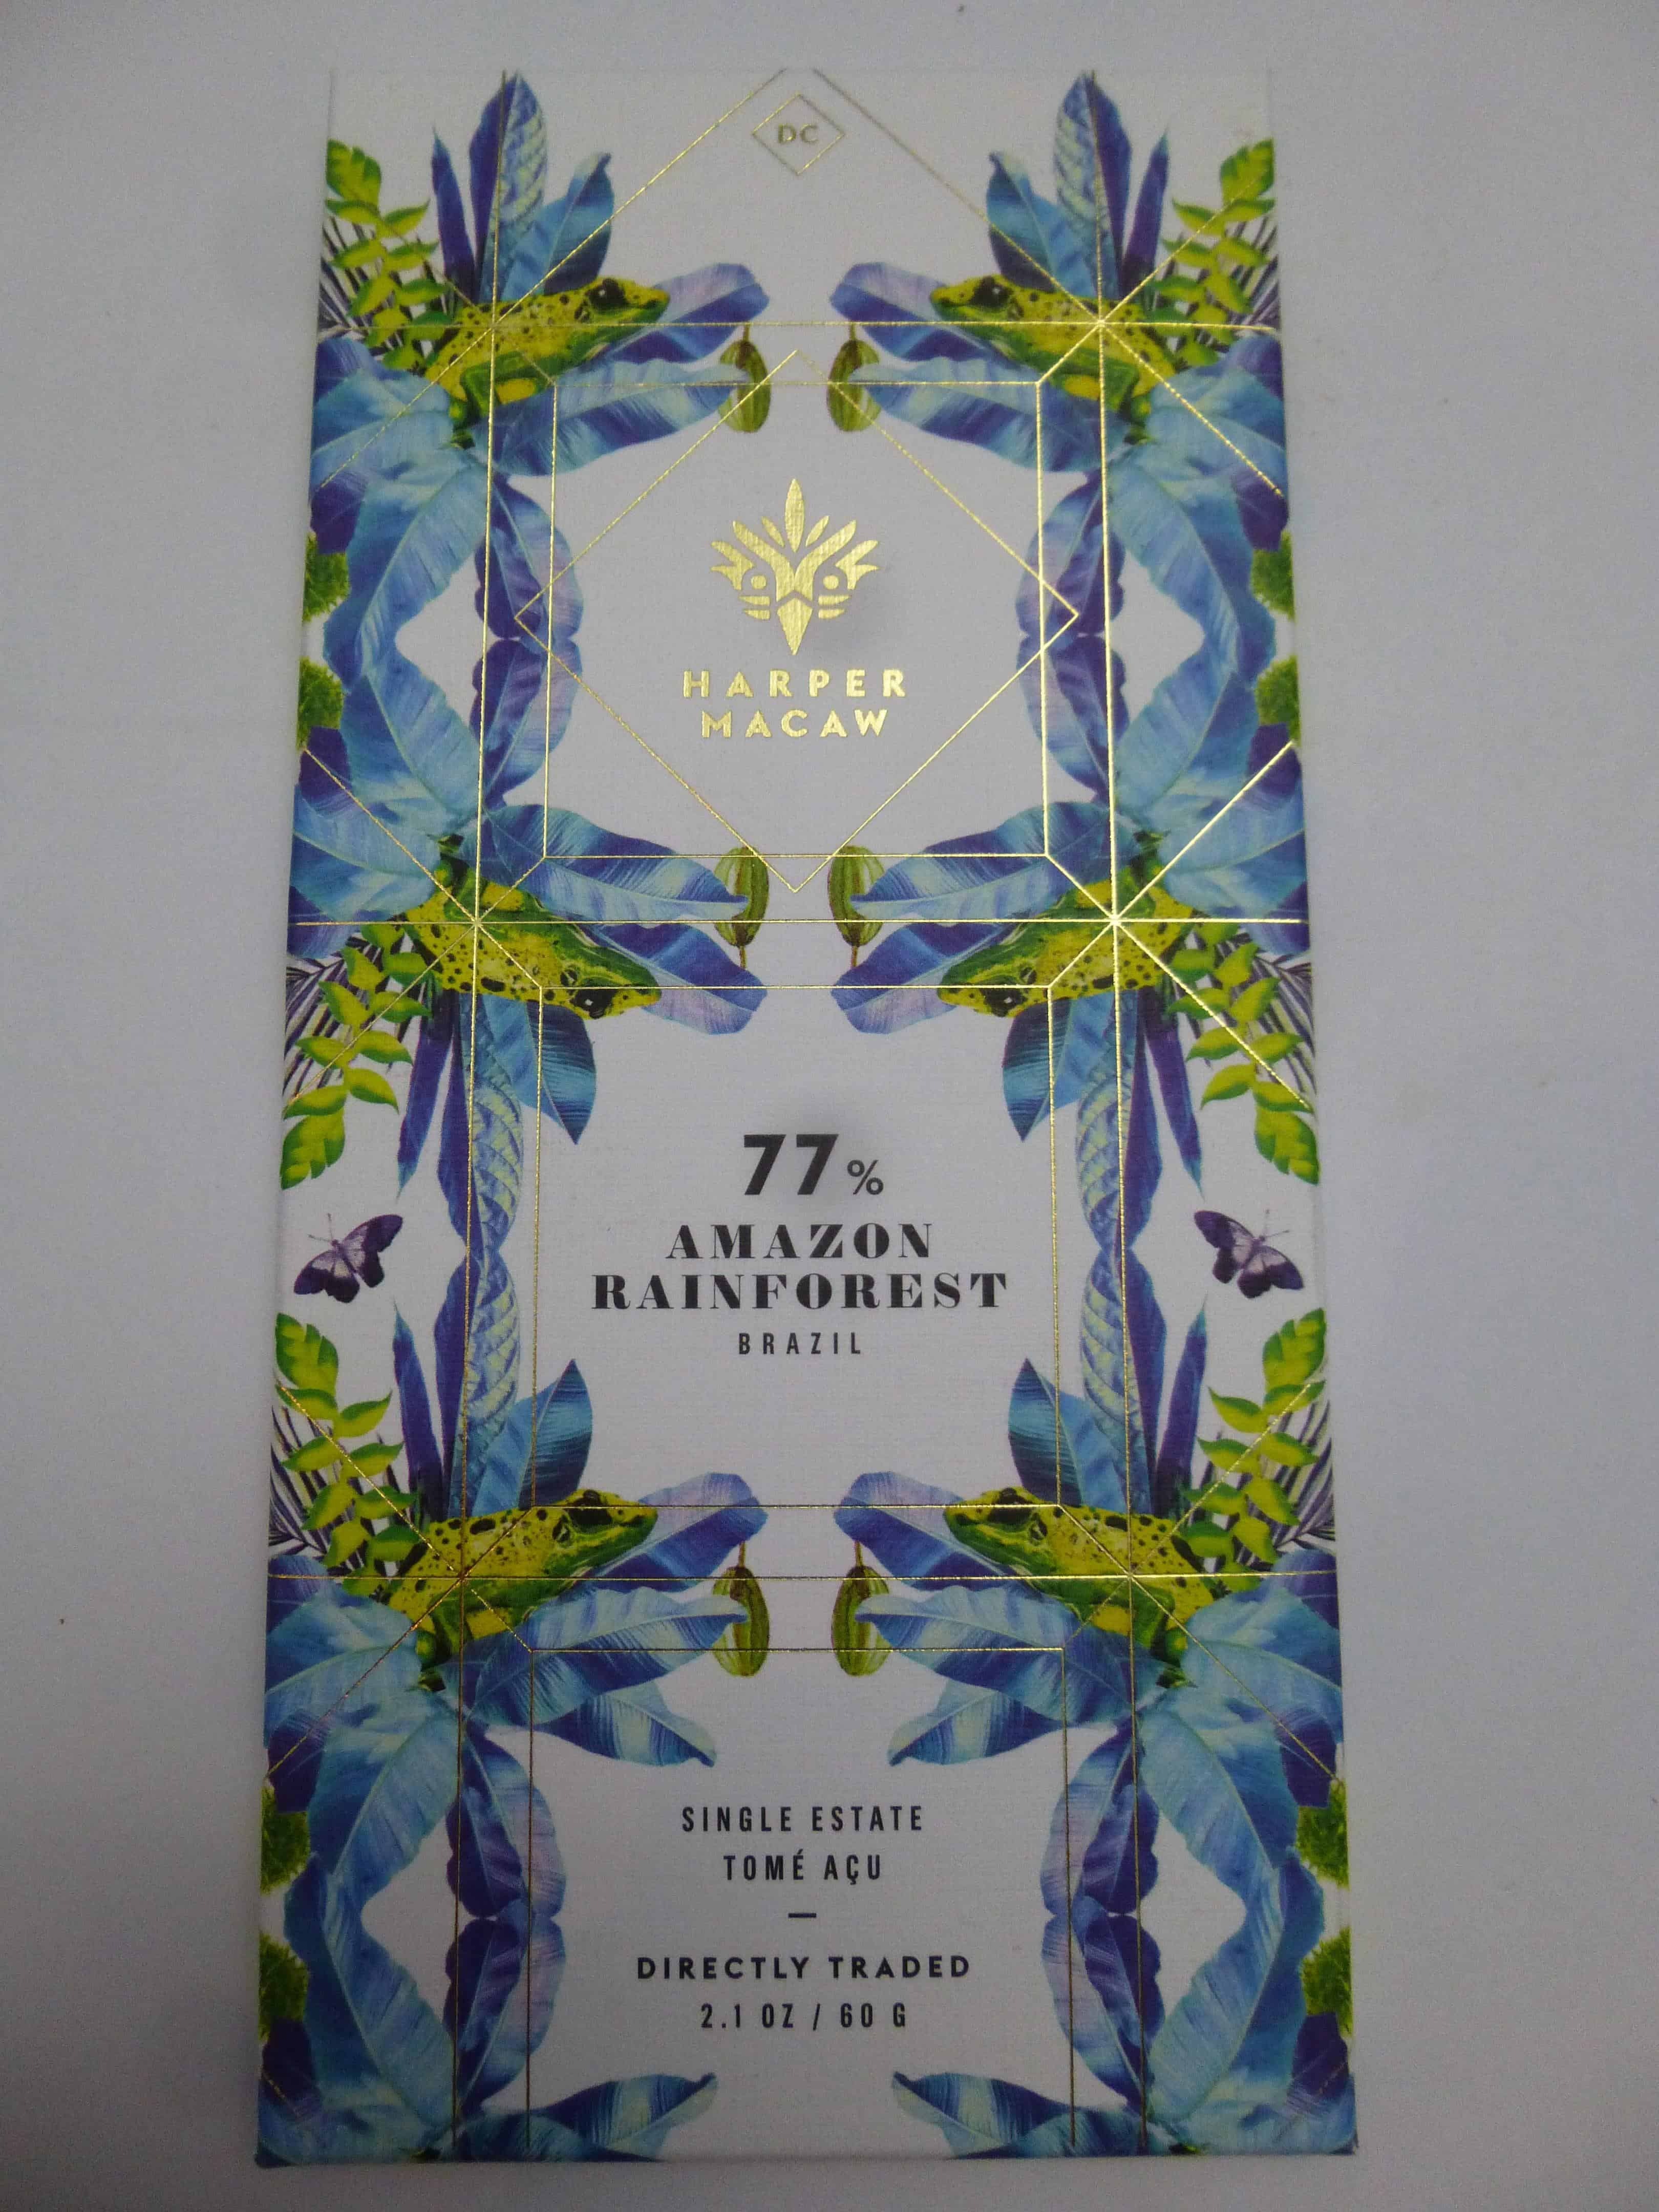 DC
HARPER
MACAW
77%
AMAZON
RAINFOREST
BRAZIL
SINGLE ESTATE
TOMÉ AÇU
—
DIRECTLY TRADED
2.1 OZ / 60 G